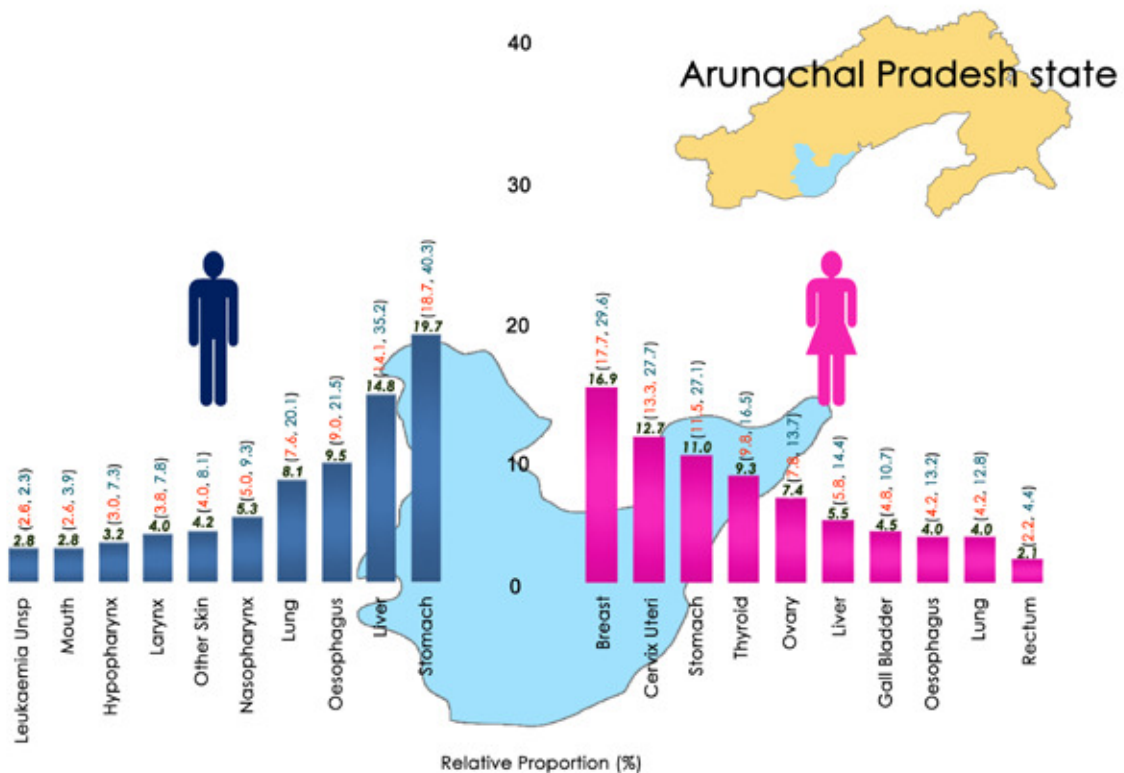 40
Arunachal Pradesh state
30
20
10
0
2.8 (2.6, 2.3)
2.8 (2.6, 3.9)
3.2 (3.0, 7.3)
4.0 (3.8, 7.8)
4.2 (4.0, 8.1)
5.3 (5.0, 9.3)
8.1 (7.6, 20.1)
9.5 (9.0, 21.5)
14.8 (14.1, 35.2)
19.7 (18.7, 40.3)
16.9 (17.7, 29.6)
12.7 (13.3, 27.7)
11.0 (11.5, 27.1)
9.3 (9.8, 16.5)
7.4 (7.8, 13.7)
5.5 (5.8, 14.4)
4.5 (4.8, 10.7)
4.0 (4.2, 13.2)
4.0 (4.2, 12.8)
2.1 (2.2, 4.4)
Leukaemia Unsp
Mouth
Hypopharynx
Larynx
Other Skin
Nasopharynx
Lung
Oesophagus
Liver
Stomach
Breast
Cervix Uteri
Stomach
Thyroid
Ovary
Liver
Gall Bladder
Oesophagus
Lung
Rectum
Relative Proportion (%)